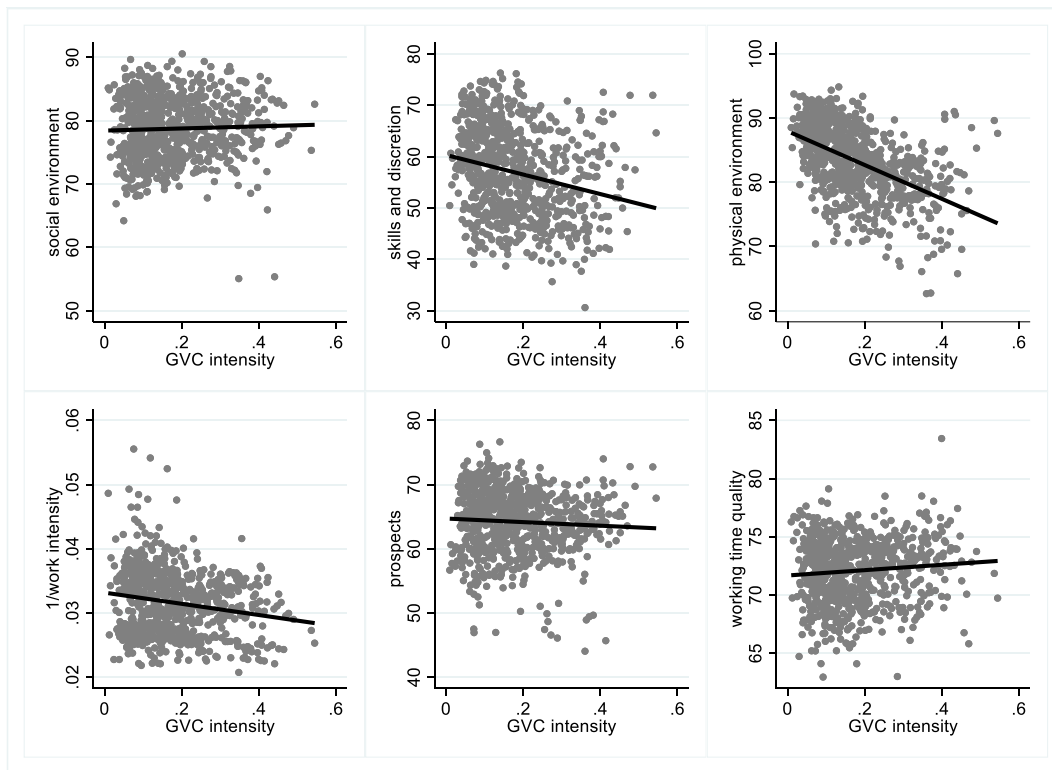 social environment
90
80
70
60
50
0 .2 .4 .6
GVC intensity
skills and discretion
80
70
60
50
40
30
0 .2 .4 .6
GVC intensity
physical environment
100
90
80
70
60
0 .2 .4 .6
GVC intensity
1/work intensity
.06
.05
.04
.03
.02
0 .2 .4 .6
GVC intensity
prospects
80
70
60
50
40
0 .2 .4 .6
GVC intensity
working time quality
85
80
75
70
65
0 .2 .4 .6
GVC intensity